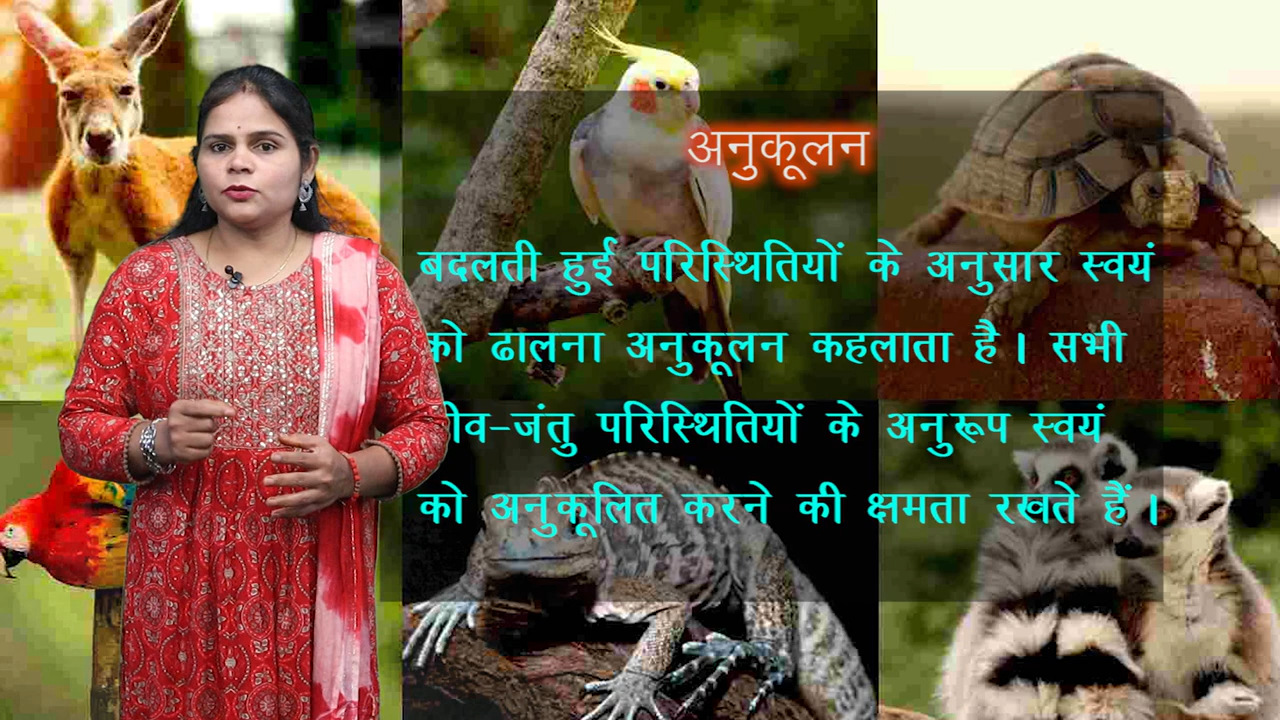 अनुकूलन
बदलती हुई परिस्थितियों के अनुसार स्वयं
को ढालना अनुकूलन कहलाता है। सभी
जीव-जंतु परिस्थितियों के अनुरूप स्वयं
को अनुकूलित करने की क्षमता रखते हैं।